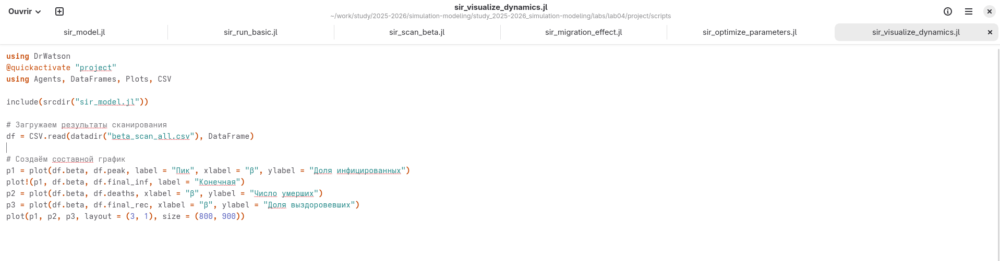 Ouvrir
sir_visualize_dynamics.jl
~/work/study/2025-2026/simulation-modeling/study_2025-2026_simulation-modeling/labs/lab04/project/scripts
sir_model.jl sir_run_basic.jl sir_scan_beta.jl sir_migration_effect.jl sir_optimize_parameters.jl sir_visualize_dynamics.jl
using DrWatson
@quickactivate "project"
using Agents, DataFrames, Plots, CSV
include(srcdir("sir_model.jl"))
# Загружаем результаты сканирования
df = CSV.read(datadir("beta_scan_all.csv"), DataFrame)
# Создаём составной график
p1 = plot(df.beta, df.peak, label = "Пик", xlabel = "β", ylabel = "Доля инфицированных")
plot!(p1, df.beta, df.final_inf, label = "Конечная")
p2 = plot(df.beta, df.deaths, xlabel = "β", ylabel = "Число умерших")
p3 = plot(df.beta, df.final_rec, xlabel = "β", ylabel = "Доля выздоровевших")
plot(p1, p2, p3, layout = (3, 1), size = (800, 900))